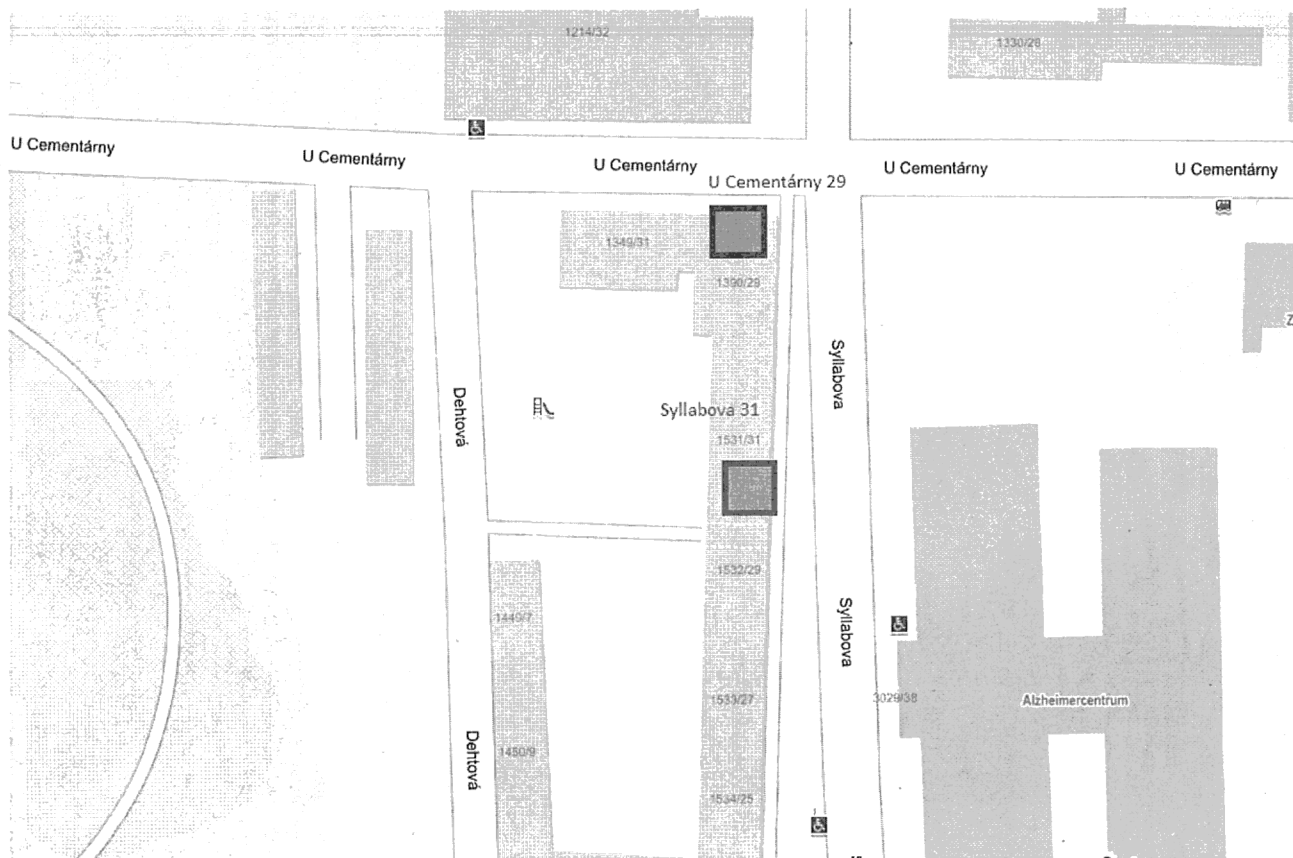 1214/32
1330/28
U Cementárny
U Cementárny
U Cementárny
U Cementárny
U Cementárny
U Cementárny 29
1349/31
1390/29
Syllabova
Dehtová
Syllabova 31
1531/31
1532/29
Syllabova
1449/7
3029/38
Alzheimercentrum
1533/27
Dehtová
1450/9
1534/25